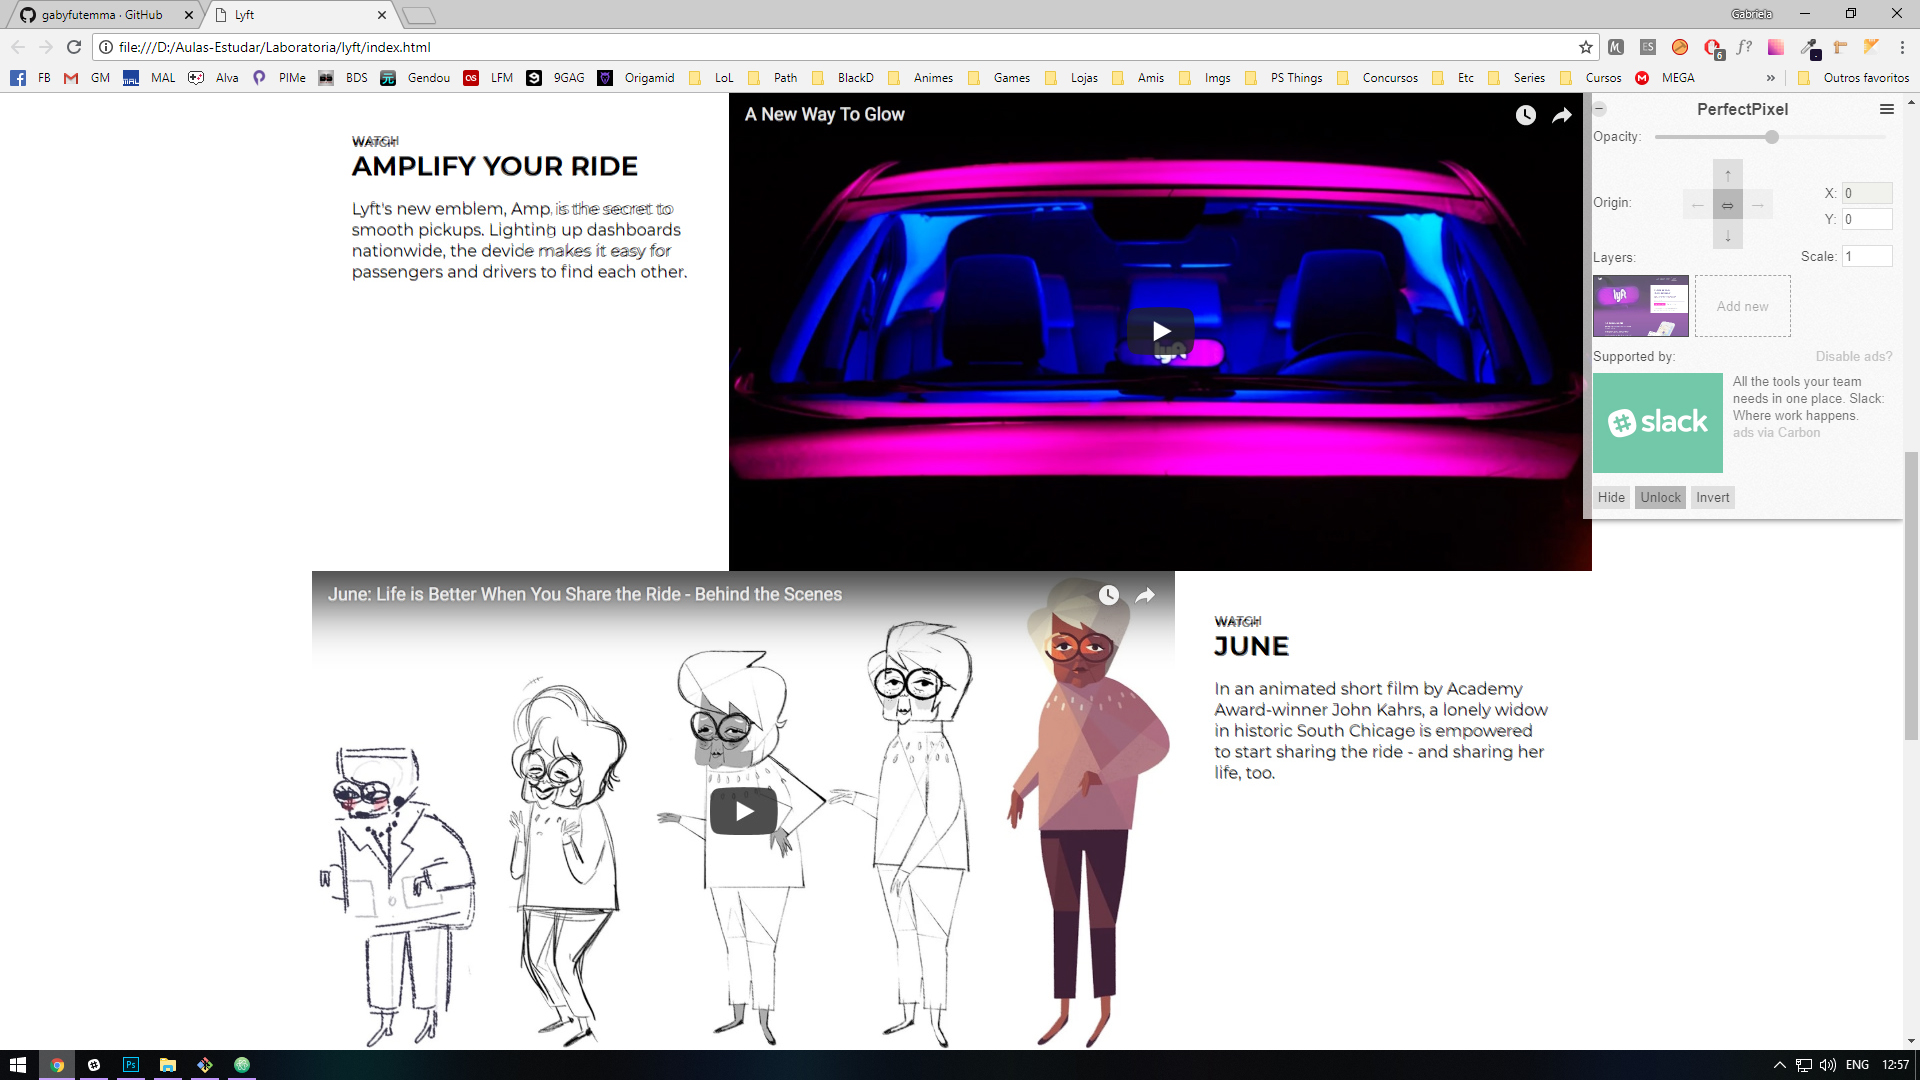 gabyfutemma · GitHub
Lyft
Gabriela
file:///D:/Aulas-Estudar/Laboratoria/lyft/index.html
ES
6
f?
FB
GM
MAL
Alva
PIMe
BDS
Gendou
LFM
9GAG
Origamid
LoL
Path
BlackD
Animes
Games
Lojas
Amis
Imgs
PS Things
Concursos
Etc
Series
Cursos
MEGA
»
Outros favoritos
WATCH
AMPLIFY YOUR RIDE
Lyft's new emblem, Amp, is the secret to
smooth pickups. Lighting up dashboards
nationwide, the devide makes it easy for
passengers and drivers to find each other.
A New Way To Glow
lyft
PerfectPixel
Opacity:
Origin:
X: 0
Y: 0
Layers:
Scale: 1
lyft
Add new
Supported by:
Disable ads?
slack
All the tools your team
needs in one place. Slack:
Where work happens.
ads via Carbon
Hide
Unlock
Invert
June: Life is Better When You Share the Ride - Behind the Scenes
WATCH
JUNE
In an animated short film by Academy
Award-winner John Kahrs, a lonely widow
in historic South Chicago is empowered
to start sharing the ride - and sharing her
life, too.
Ps
ENG
12:57